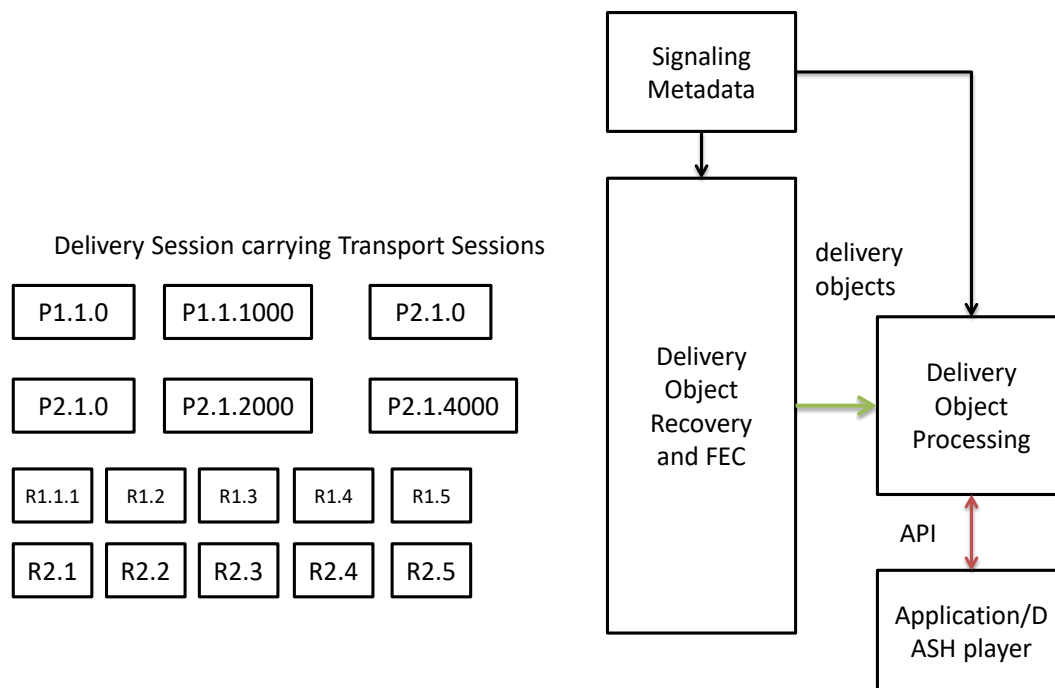 Signaling
Metadata
Delivery Session carrying Transport Sessions
P1.1.0
P1.1.1000
P2.1.0
P2.1.0
P2.1.2000
P2.1.4000
R1.1.1
R1.2
R1.3
R1.4
R1.5
R2.1
R2.2
R2.3
R2.4
R2.5
Delivery
Object
Recovery
and FEC
delivery
objects
Delivery
Object
Processing
API
Application/D
ASH player